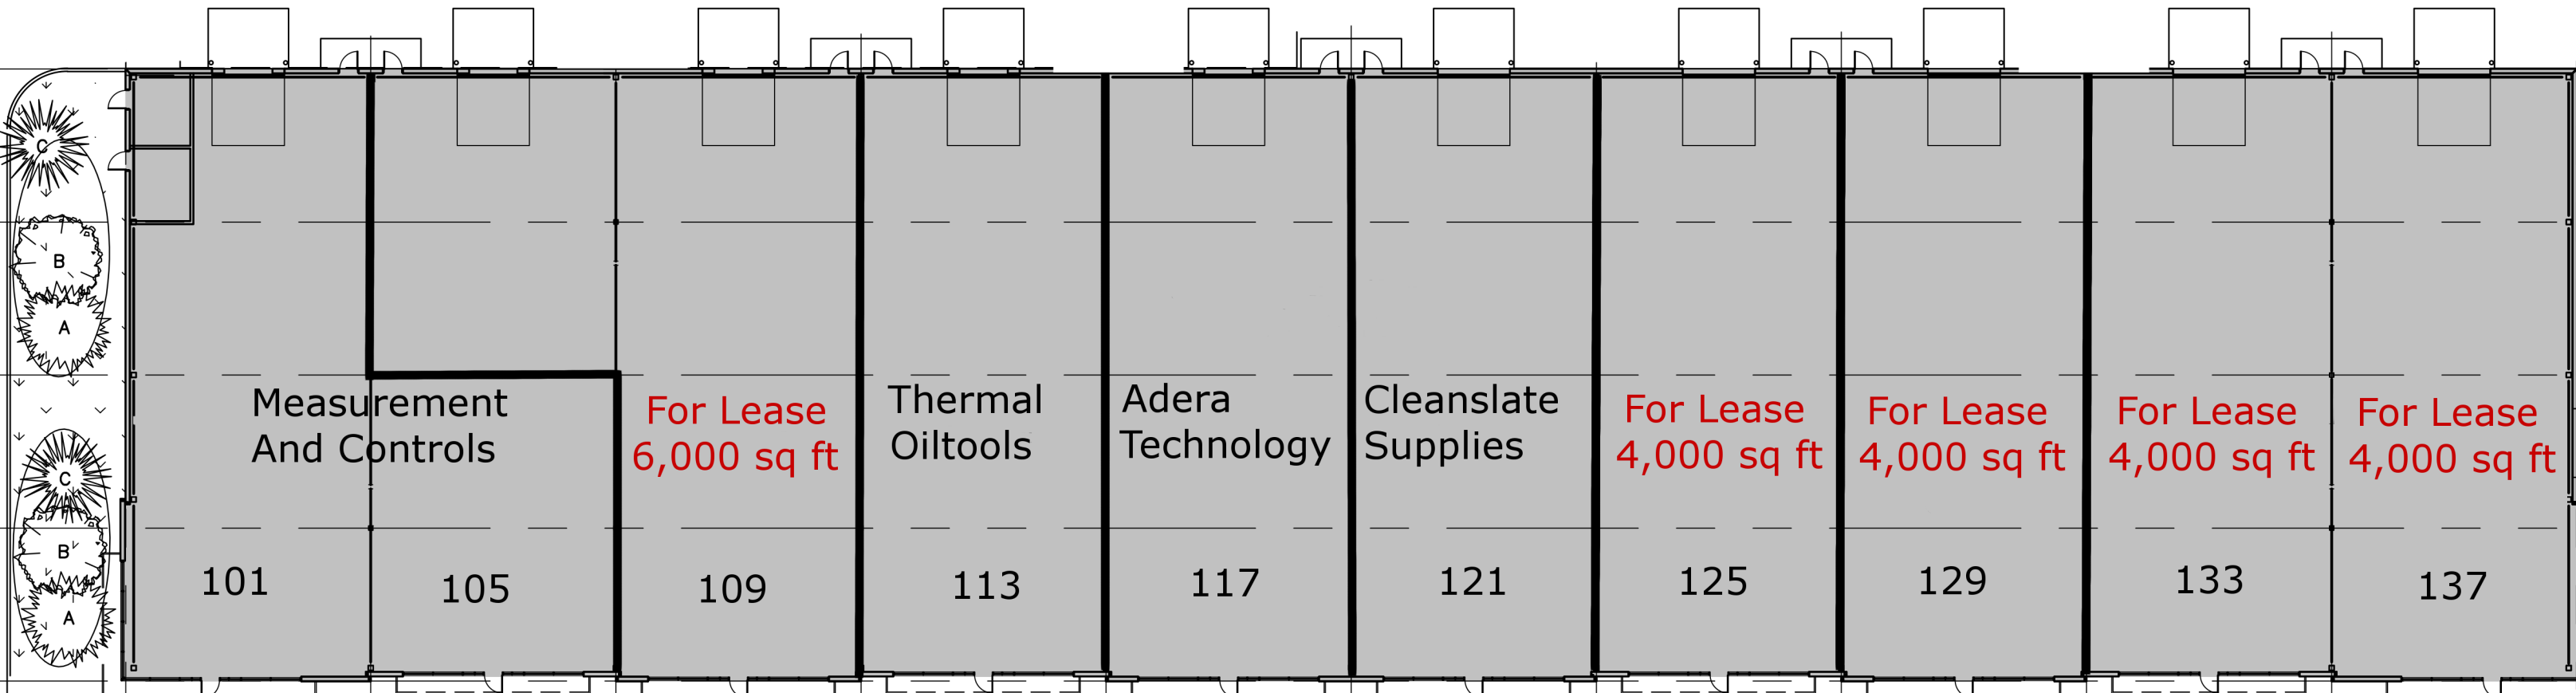 C
B
A
C
B
A
Measurement
And Controls
For Lease
6,000 sq ft
Thermal
Oiltools
Adera
Technology
Cleanslate
Supplies
For Lease
4,000 sq ft
For Lease
4,000 sq ft
For Lease
4,000 sq ft
For Lease
4,000 sq ft
101
105
109
113
117
121
125
129
133
137